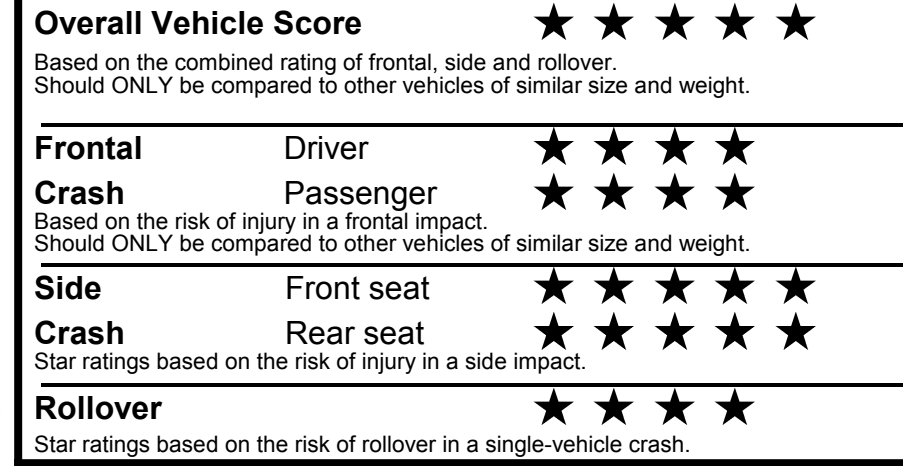 Overall Vehicle Score ★ ★ ★ ★ ★
Based on the combined rating of frontal, side and rollover.
Should ONLY be compared to other vehicles of similar size and weight.
Frontal Driver ★ ★ ★ ★
Crash Passenger ★ ★ ★ ★
Based on the risk of injury in a frontal impact.
Should ONLY be compared to other vehicles of similar size and weight.
Side Front seat ★ ★ ★ ★ ★
Crash Rear seat ★ ★ ★ ★ ★
Star ratings based on the risk of injury in a side impact.
Rollover ★ ★ ★ ★
Star ratings based on the risk of rollover in a single-vehicle crash.